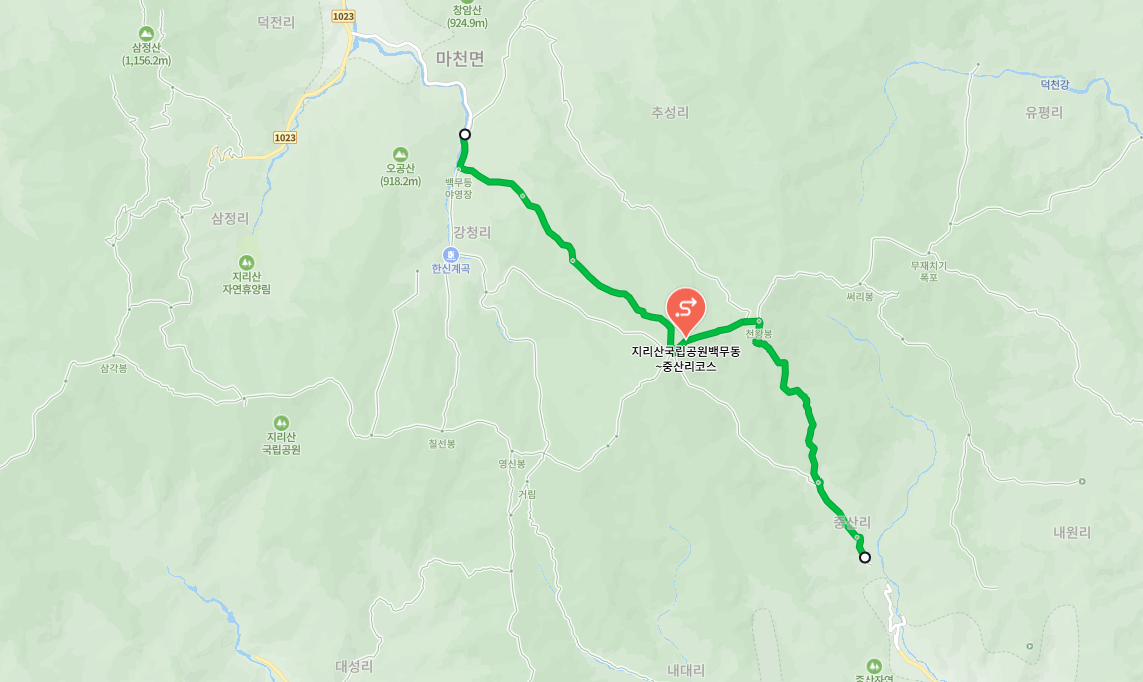 1023
창암산
(924.9m)
덕전리
삼정산
(1,156.2m)
마천면
덕천강
추성리
유평리
1023
오공산
(918.2m)
백무동
야영장
삼정리
강청리
지리산
자연휴양림
한신계곡
무재치기
폭포
써리봉
천왕봉
지리산국립공원백무동
~중산리코스
삼각봉
지리산
국립공원
칠선봉
영신봉
거림
중산리
내원리
대성리
내대리
중산자연